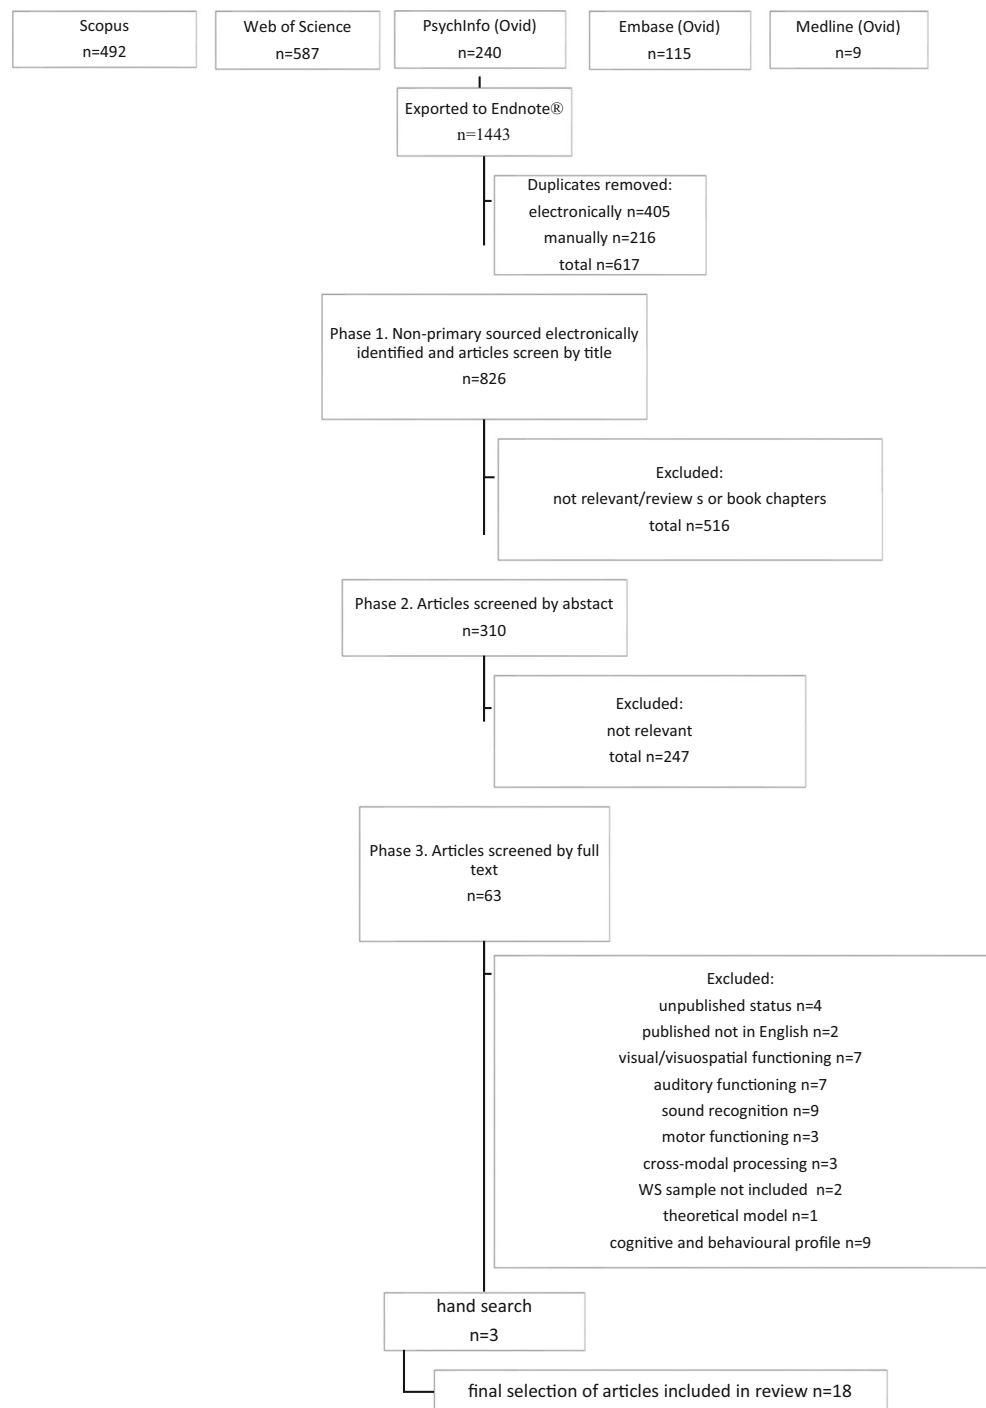 Scopus
n=492
Web of Science
n=587
PsychInfo (Ovid)
n=240
Embase (Ovid)
n=115
Medline (Ovid)
n=9
Exported to Endnote®
n=1443
Duplicates removed:
electronically n=405
manually n=216
total n=617
Phase 1. Non-primary sourced electronically
identified and articles screen by title
n=826
Excluded:
not relevant/review s or book chapters
total n=516
Phase 2. Articles screened by abstact
n=310
Excluded:
not relevant
total n=247
Phase 3. Articles screened by full
text
n=63
Excluded:
unpublished status n=4
published not in English n=2
visual/visuospatial functioning n=7
auditory functioning n=7
sound recognition n=9
motor functioning n=3
cross-modal processing n=3
WS sample not included n=2
theoretical model n=1
cognitive and behavioural profile n=9
hand search
n=3
final selection of articles included in review n=18